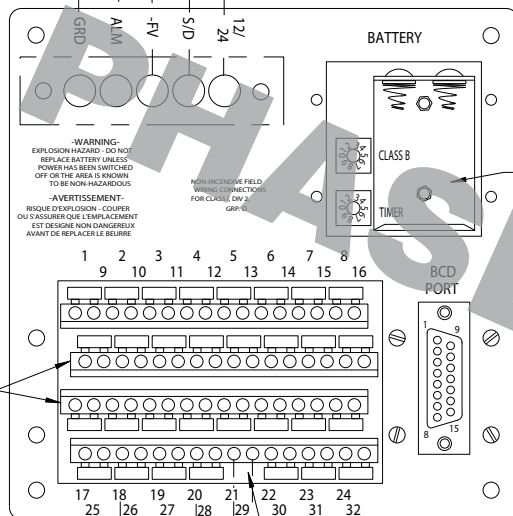 GRD
ALM
-FV
S/D
12/
24
BATTERY
-WARNING-
EXPLOSION HAZARD - DO NOT
REPLACE BATTERY UNLESS
POWER HAS BEEN SWITCHED
OFF OR THE AREA IS KNOWN
TO BE NON-HAZARDOUS
-AVERTISSEMENT-
RISQUE D'EXPLOSION - COUPER
OU S'ASSURER QUE L'EMPLACEMENT
EST DESIGNE NON DANGEREUX
AVANT DE REPLACER LE BEURRE
NON-INCENDIVE FIELD
WIRING CONNECTIONS
FOR CLASS I, DIV 2,
GRP. D
CLASS B
TIMER
PHASE
1 2 3 4 5 6 7 8
9 10 11 12 13 14 15 16
BCD
PORT
1
9
8
15
17 18 19 20 21 22 23 24
25 26 27 28 29 30 31 32